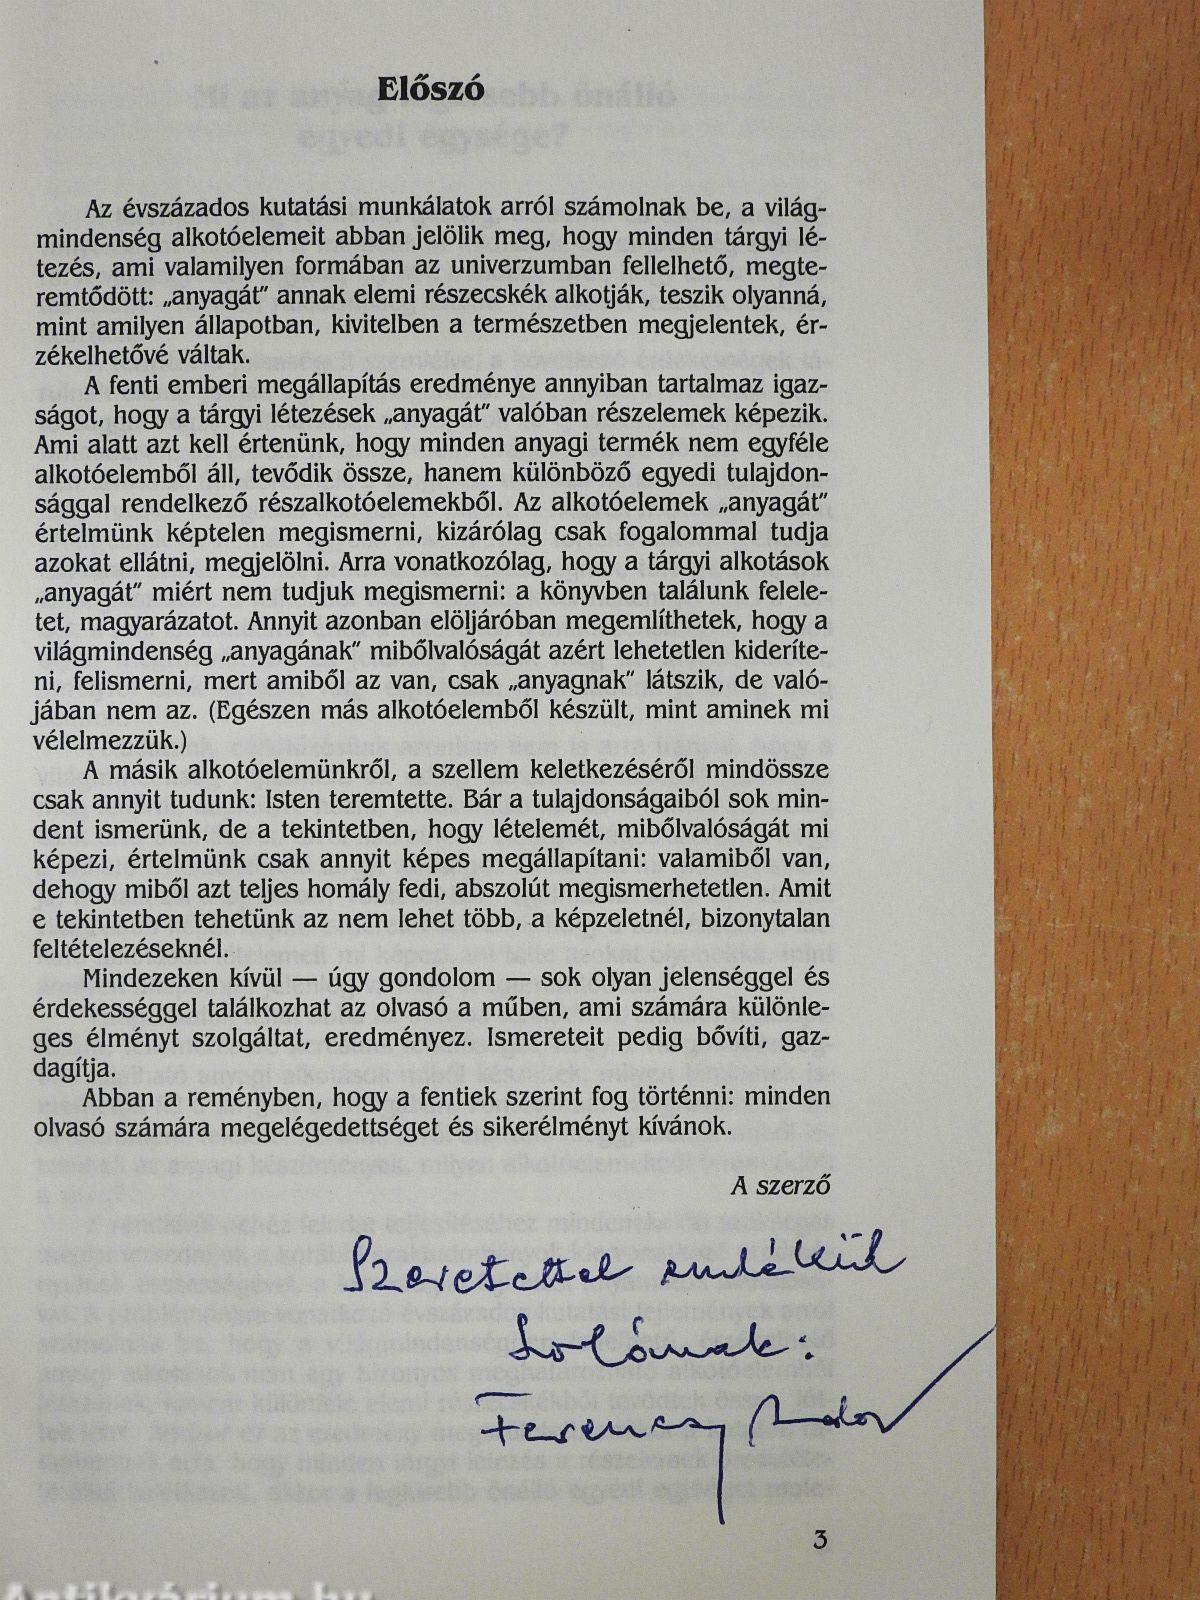 Előszó
Az évszázados kutatási munkálatok arról számolnak be, a világ-
mindenség alkotóelemeit abban jelölik meg, hogy minden tárgyi lé-
tezés, ami valamilyen formában az univerzumban fellelhető, megte-
remtődött: „anyagát" annak elemi részecskék alkotják, teszik olyanná,
mint amilyen állapotban, kivitelben a természetben megjelentek, ér-
zékelhetővé váltak.
A fenti emberi megállapítás eredménye annyiban tartalmaz igaz-
ságot, hogy a tárgyi létezések „anyagát" valóban részelemek képezik.
Ami alatt azt kell értenünk, hogy minden anyagi termék nem egyféle
alkotóelemből áll, tevődik össze, hanem különböző egyedi tulajdon-
sággal rendelkező részalkotóelemekből. Az alkotóelemek „anyagát"
értelmünk képtelen megismerni, kizárólag csak fogalommal tudja
azokat ellátni, megjelölni. Arra vonatkozólag, hogy a tárgyi alkotások
„anyagát" miért nem tudjuk megismerni: a könyvben találunk felele-
tet, magyarázatot. Annyit azonban elöljáróban megemlíthetek, hogy a
világmindenség „anyagának" mibőlvalóságát azért lehetetlen kideríte-
ni, felismerni, mert amiből az van, csak „anyagnak" látszik, de való-
jában nem az. (Egészen más alkotóelemből készült, mint aminek mi
vélelmezzük.)
A másik alkotóelemünkről, a szellem keletkezéséről mindössze
csak annyit tudunk: Isten teremtette. Bár a tulajdonságaiból sok min-
dent ismerünk, de a tekintetben, hogy lételemét, mibőlvalóságát mi
képezi, értelmünk csak annyit képes megállapítani: valamiből van,
dehogy miből azt teljes homály fedi, abszolút megismerhetetlen. Amit
e tekintetben tehetünk az nem lehet több, a képzeletnél, bizonytalan
feltételezéseknél.
Mindezeken kívül — úgy gondolom — sok olyan jelenséggel és
érdekességgel találkozhat az olvasó a műben, ami számára különle-
ges élményt szolgáltat, eredményez. Ismereteit pedig bővíti, gaz-
dagítja.
Abban a reményben, hogy a fentiek szerint fog történni: minden
olvasó számára megelégedettséget és sikerélményt kívánok.
A szerző
Szeretettel emlékül
Ferenczy
3
Antikvárium.hu